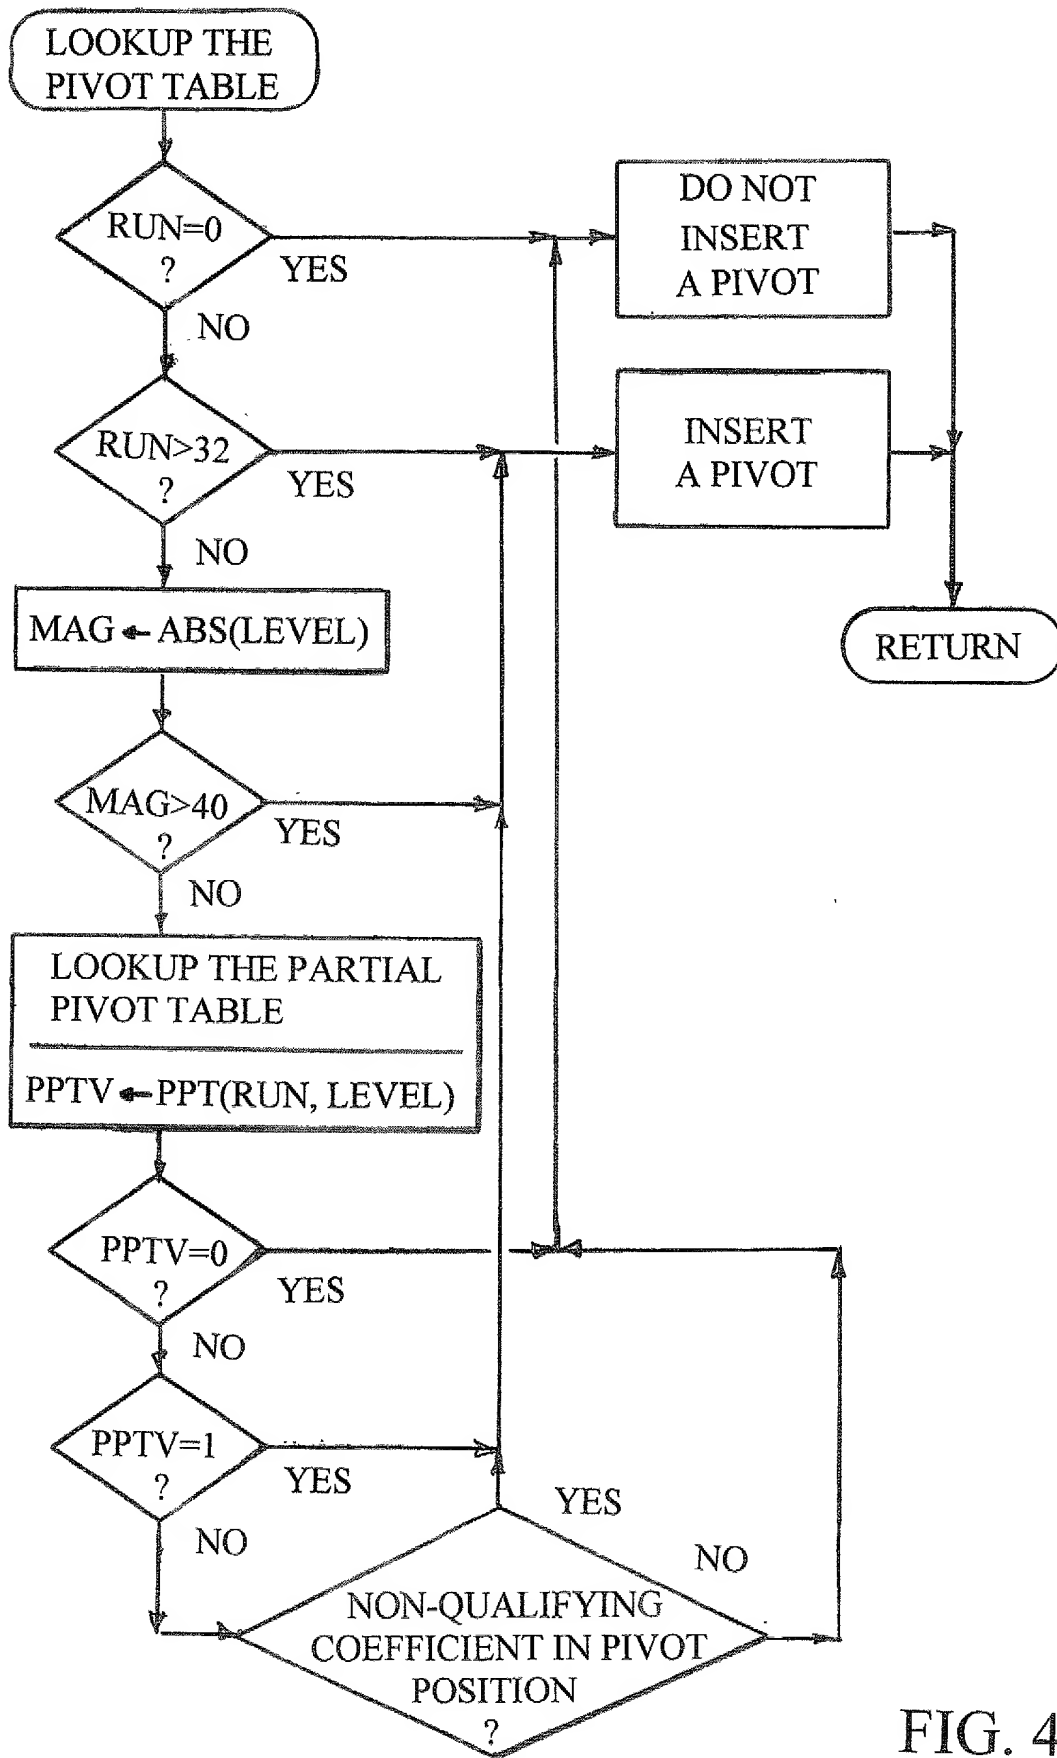 LOOKUP THE
PIVOT TABLE
RUN=0
?
YES
NO
DO NOT
INSERT
A PIVOT
RUN>32
?
YES
NO
INSERT
A PIVOT
MAG ← ABS(LEVEL)
RETURN
MAG>40
?
YES
NO
LOOKUP THE PARTIAL
PIVOT TABLE
PPTV ← PPT(RUN, LEVEL)
PPTV=0
?
YES
NO
PPTV=1
?
YES
NO
YES
NO
NON-QUALIFYING
COEFFICIENT IN PIVOT
POSITION
?
FIG. 4